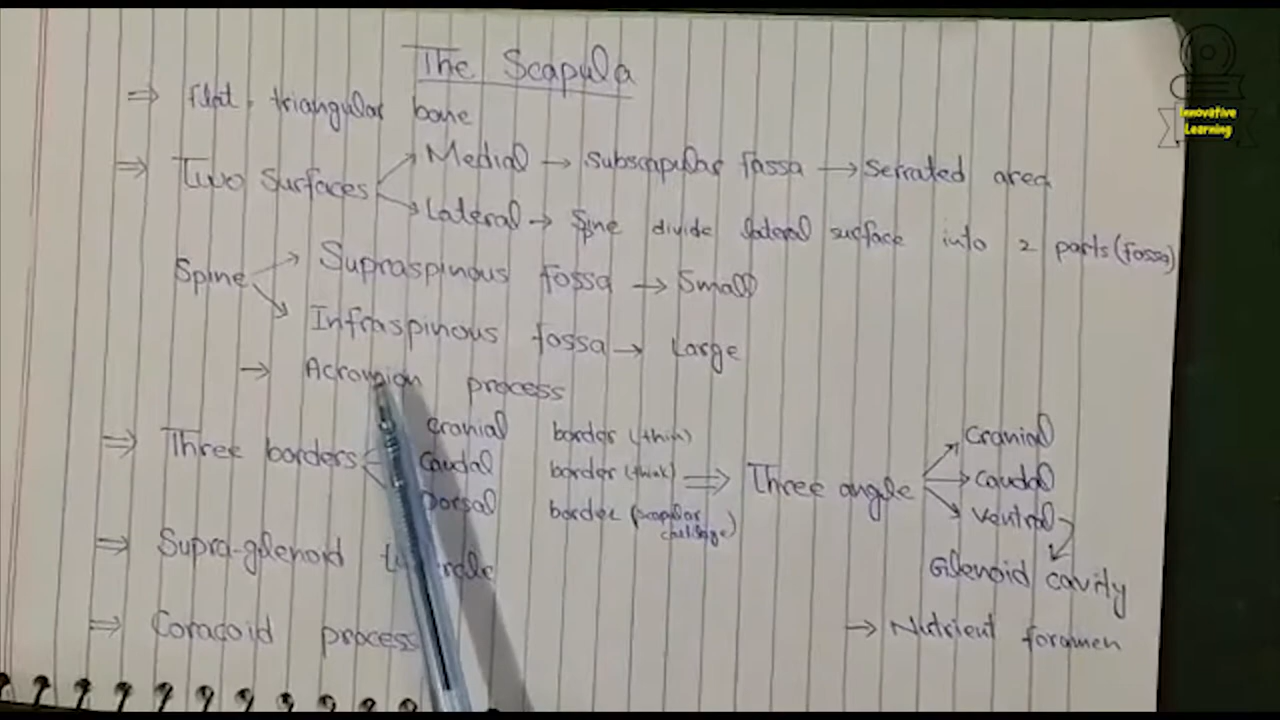 The Scapula
⇒ Flat, triangular bone
⇒ Two Surfaces → Medial → Subscapular fossa → Serrated area
→ Lateral → Spine divide lateral surface into 2 parts (fossa)
Spine → Supraspinous fossa → Small
→ Infraspinous fossa → Large
→ Acromion process
⇒ Three borders
Cranial border (thin)
Caudal border (thick)
Dorsal border
⇒ Three angle → Cranial
→ Caudal
→ Ventral
Glenoid cavity
⇒ Supra-glenoid
⇒ Coracoid process
→ Nutrient foramen
Innovative
Learning